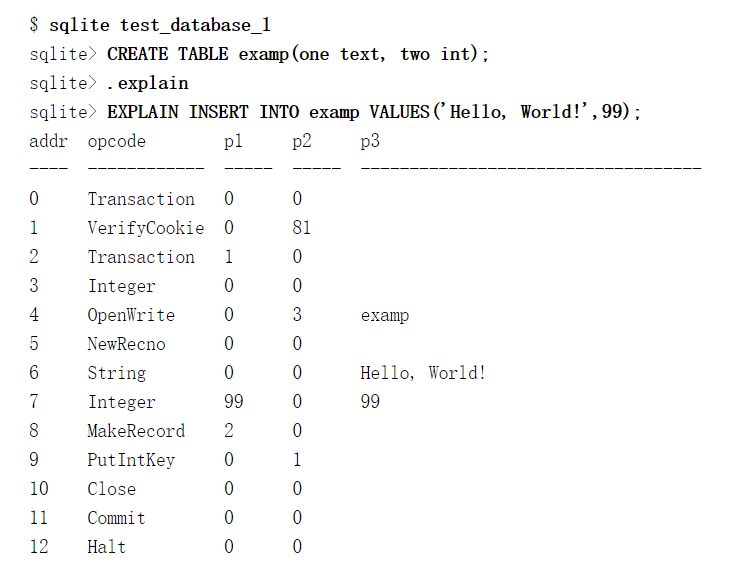 $ sqlite test_database_1
sqlite> CREATE TABLE examp(one text, two int);
sqlite> .explain
sqlite> EXPLAIN INSERT INTO examp VALUES('Hello, World!',99);
addr  opcode        p1     p2     p3
----  ------------  -----  -----  -----------------------------------
0     Transaction   0      0
1     VerifyCookie  0      81
2     Transaction   1      0
3     Integer       0      0
4     OpenWrite     0      3      examp
5     NewRecno      0      0
6     String        0      0      Hello, World!
7     Integer       99     0      99
8     MakeRecord    2      0
9     PutIntKey     0      1
10    Close         0      0
11    Commit        0      0
12    Halt          0      0